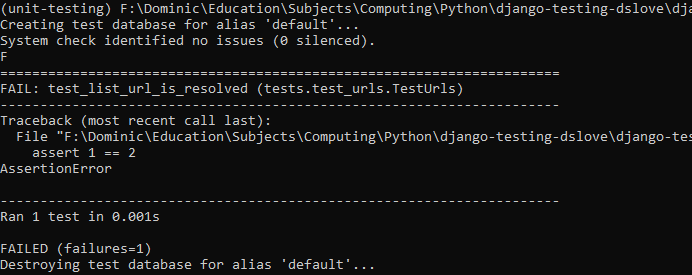 (unit-testing) F:\Dominic\Education\Subjects\Computing\Python\django-testing-dslove\dja
Creating test database for alias 'default'...
System check identified no issues (0 silenced).
F
======================================================================
FAIL: test_list_url_is_resolved (tests.test_urls.TestUrls)
----------------------------------------------------------------------
Traceback (most recent call last):
  File "F:\Dominic\Education\Subjects\Computing\Python\django-testing-dslove\django-tes
    assert 1 == 2
AssertionError
----------------------------------------------------------------------
Ran 1 test in 0.001s
FAILED (failures=1)
Destroying test database for alias 'default'...